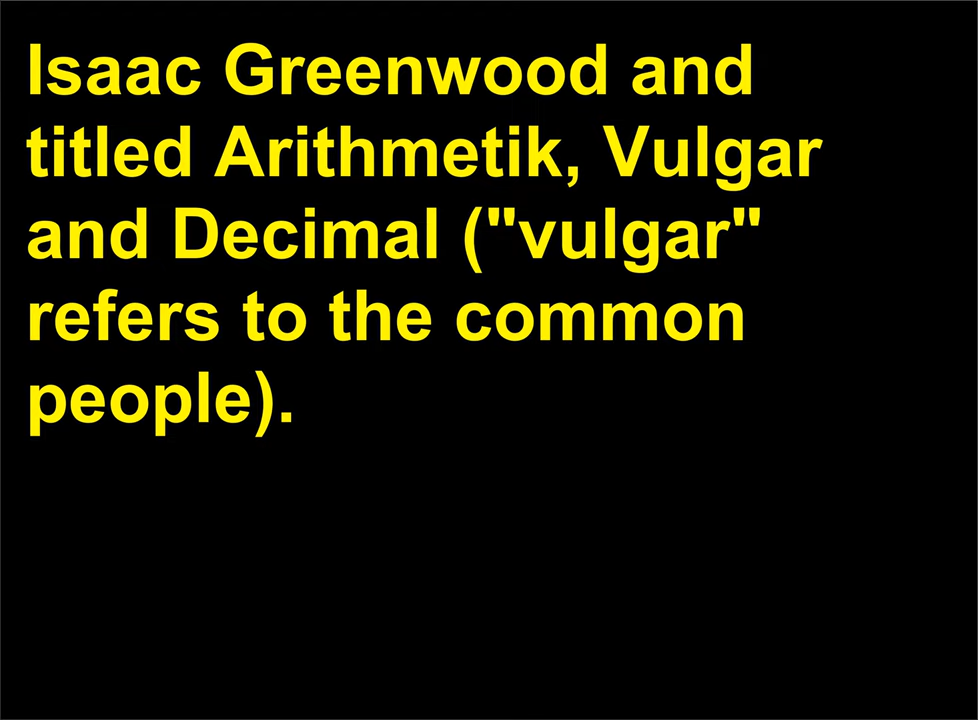 Isaac Greenwood and
titled Arithmetik, Vulgar
and Decimal ("vulgar"
refers to the common
people).